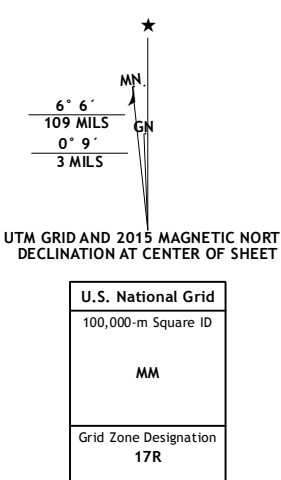 ★
MN
6° 6´
109 MILS
GN
0° 9´
3 MILS
UTM GRID AND 2015 MAGNETIC NORT
DECLINATION AT CENTER OF SHEET
U.S. National Grid
100,000-m Square ID
MM
Grid Zone Designation
17R